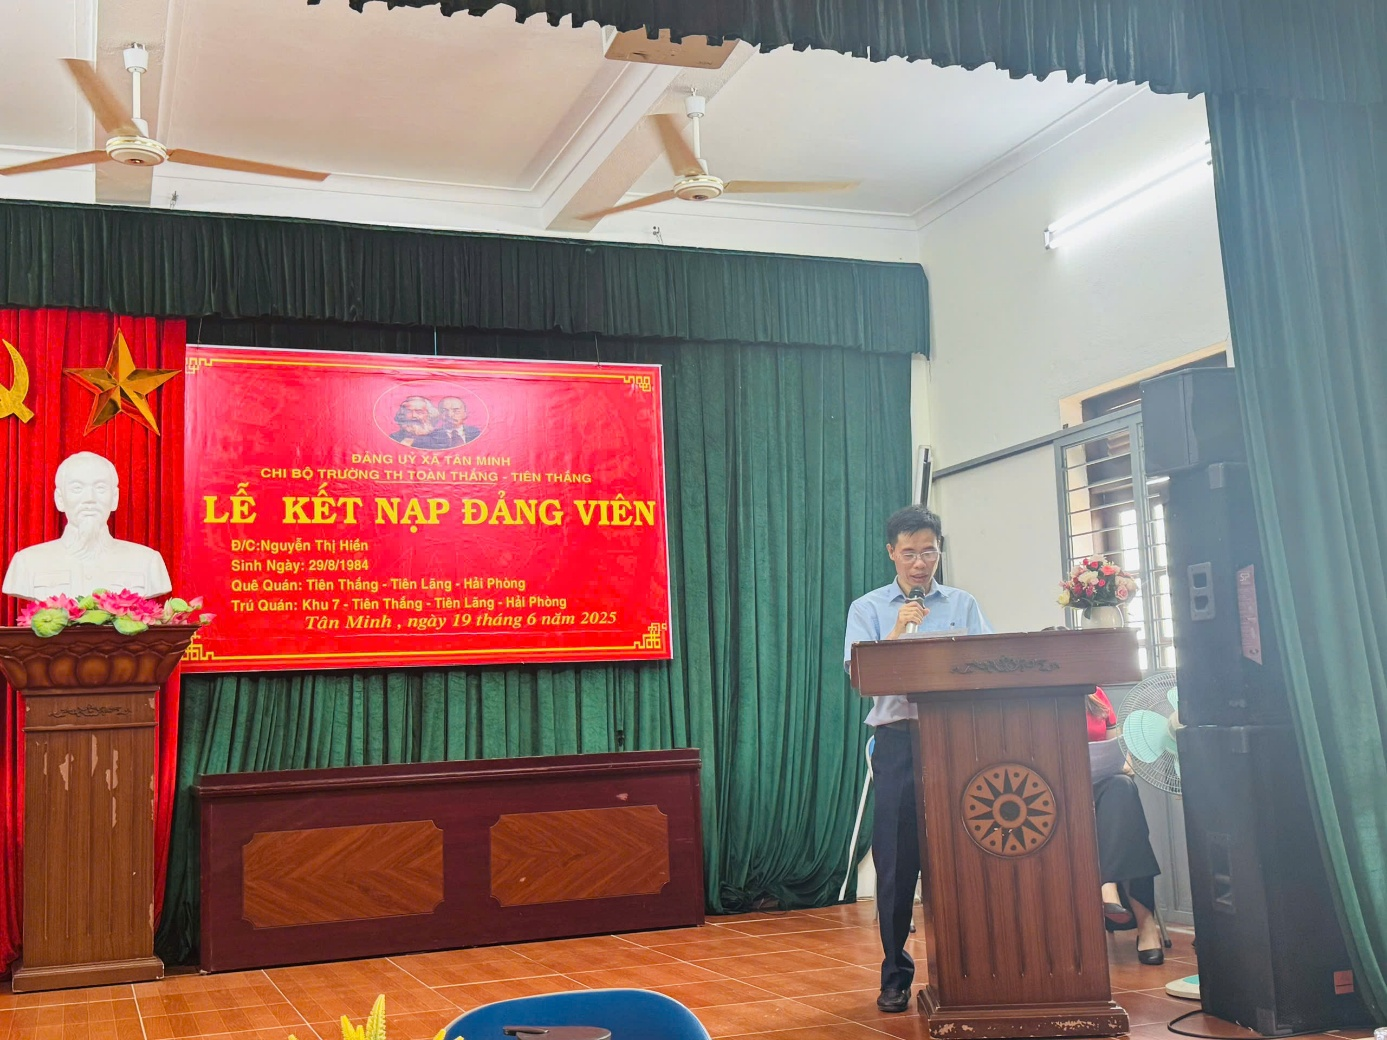 ĐẢNG UỶ XÃ TÂN MINH
CHI BỘ TRƯỜNG TH TOÀN THẮNG - TIÊN THẮNG
LỄ KẾT NẠP ĐẢNG VIÊN
Đ/C:Nguyễn Thị Hiền
Sinh Ngày: 29/8/1984
Quê Quán: Tiên Thắng - Tiên Lãng - Hải Phòng
Trú Quán: Khu 7 - Tiên Thắng - Tiên Lãng - Hải Phòng
Tân Minh , ngày 19 tháng 6 năm 2025